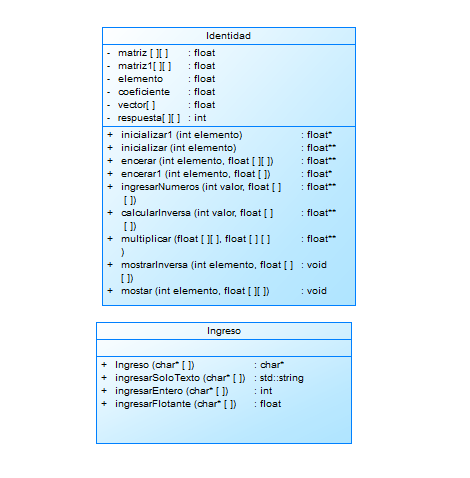 Identidad
- matriz [ ][ ] : float
- matriz1[ ][ ] : float
- elemento : float
- coeficiente : float
- vector[ ] : float
- respuesta[ ][ ] : int
+ inicializar1 (int elemento) : float*
+ inicializar (int elemento) : float**
+ encerar (int elemento, float [ ][ ]) : float**
+ encerar1 (int elemento, float [ ]) : float*
+ ingresarNumeros (int valor, float [ ] : float**
[ ])
+ calcularInversa (int valor, float [ ] : float**
[ ])
+ multiplicar (float [ ][ ], float [ ] [ ] : float**
)
+ mostrarInversa (int elemento, float [ ] : void
[ ])
+ mostar (int elemento, float [ ][ ]) : void
Ingreso
+ Ingreso (char* [ ]) : char*
+ ingresarSoloTexto (char* [ ]) : std::string
+ ingresarEntero (char* [ ]) : int
+ ingresarFlotante (char* [ ]) : float